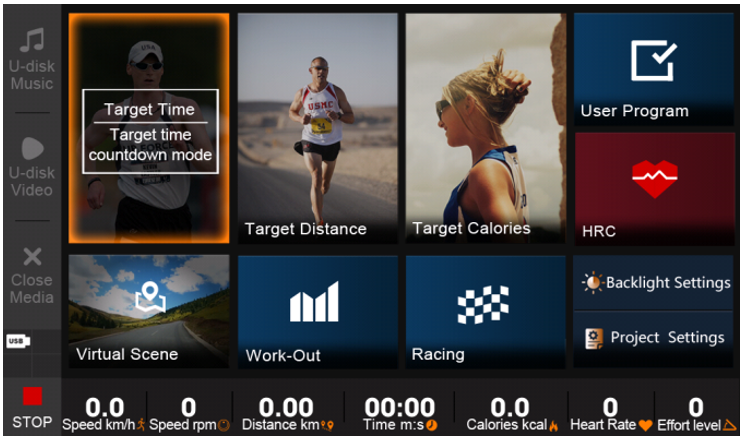 U-disk
Music
U-disk
Video
Close
Media
USB
STOP
USA
Target Time
Target time
countdown mode
USMC
Target Distance
Target Calories
User Program
HRC
Virtual Scene
Work-Out
Racing
Backlight Settings
Project Settings
0.0
Speed km/h
0
Speed rpm
0.00
Distance km
00:00
Time m:s
0.0
Calories kcal
0
Heart Rate
0
Effort level